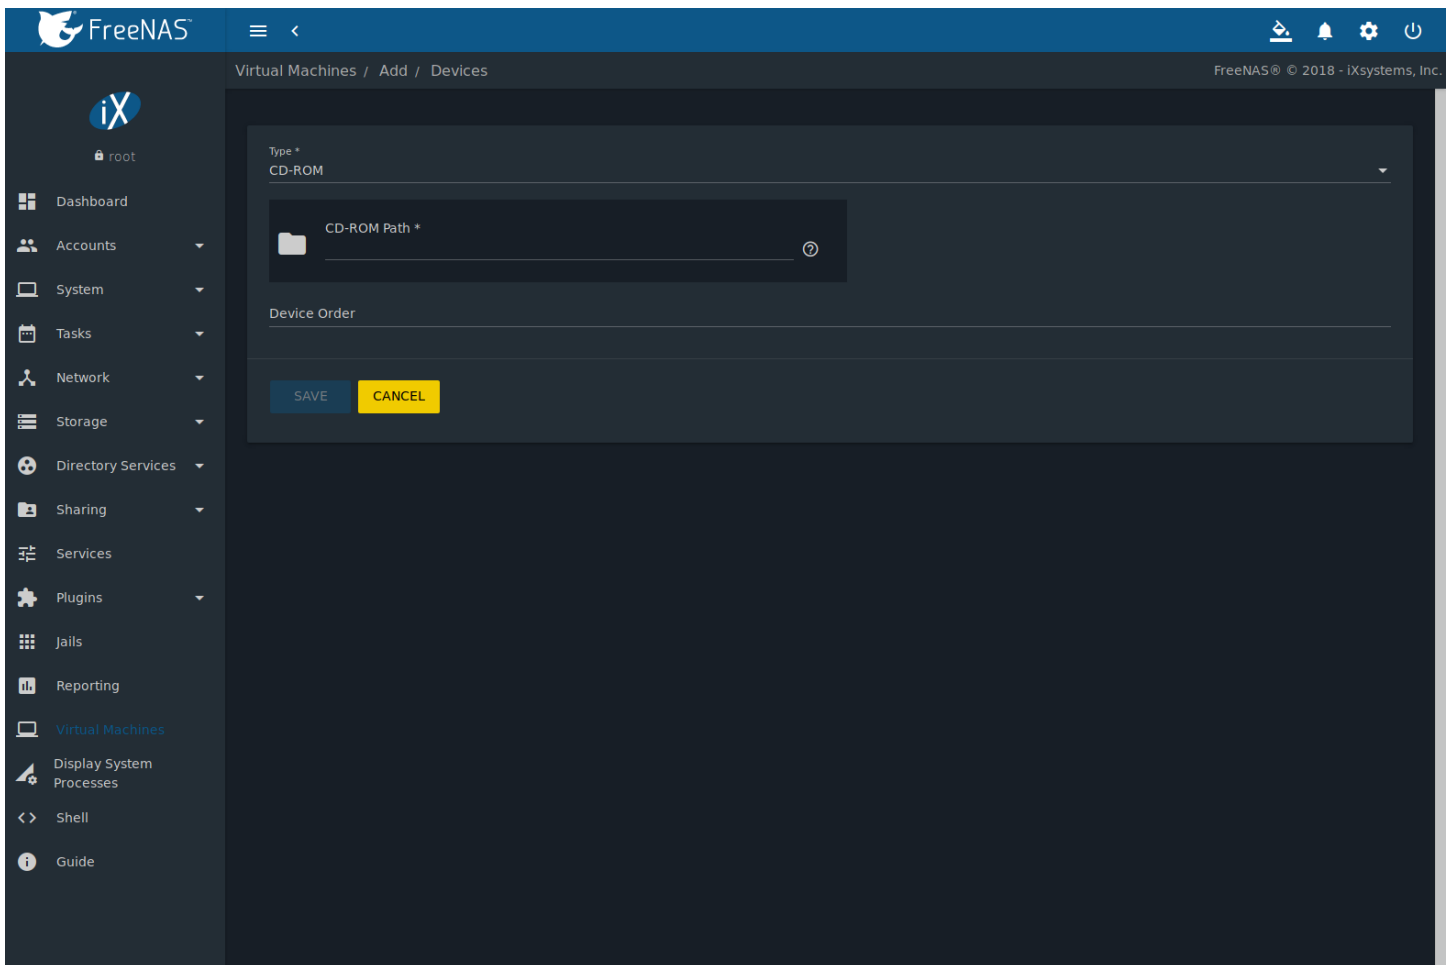 FreeNAS™
Virtual Machines / Add / Devices
FreeNAS® © 2018 - iXsystems, Inc.
iX
root
Dashboard
Accounts
System
Tasks
Network
Storage
Directory Services
Sharing
Services
Plugins
Jails
Reporting
Virtual Machines
Display System
Processes
Shell
Guide
Type *
CD-ROM
CD-ROM Path *
Device Order
SAVE
CANCEL